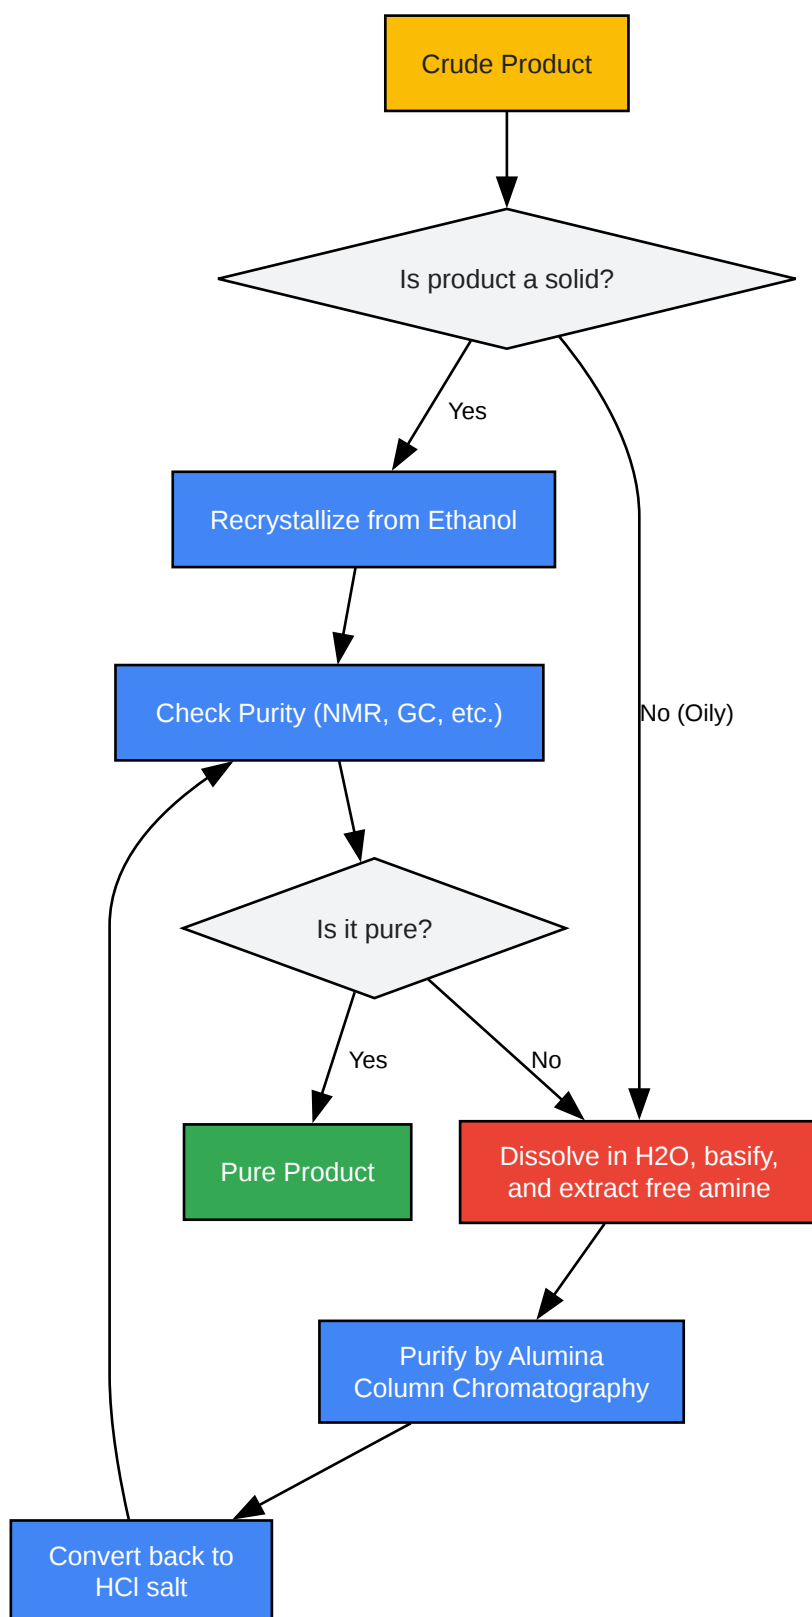 Crude Product
Is product a solid?
Yes
Recrystallize from Ethanol
Check Purity (NMR, GC, etc.)
No (Oily)
Is it pure?
Yes
No
Pure Product
Dissolve in H2O, basify,
and extract free amine
Purify by Alumina
Column Chromatography
Convert back to
HCl salt